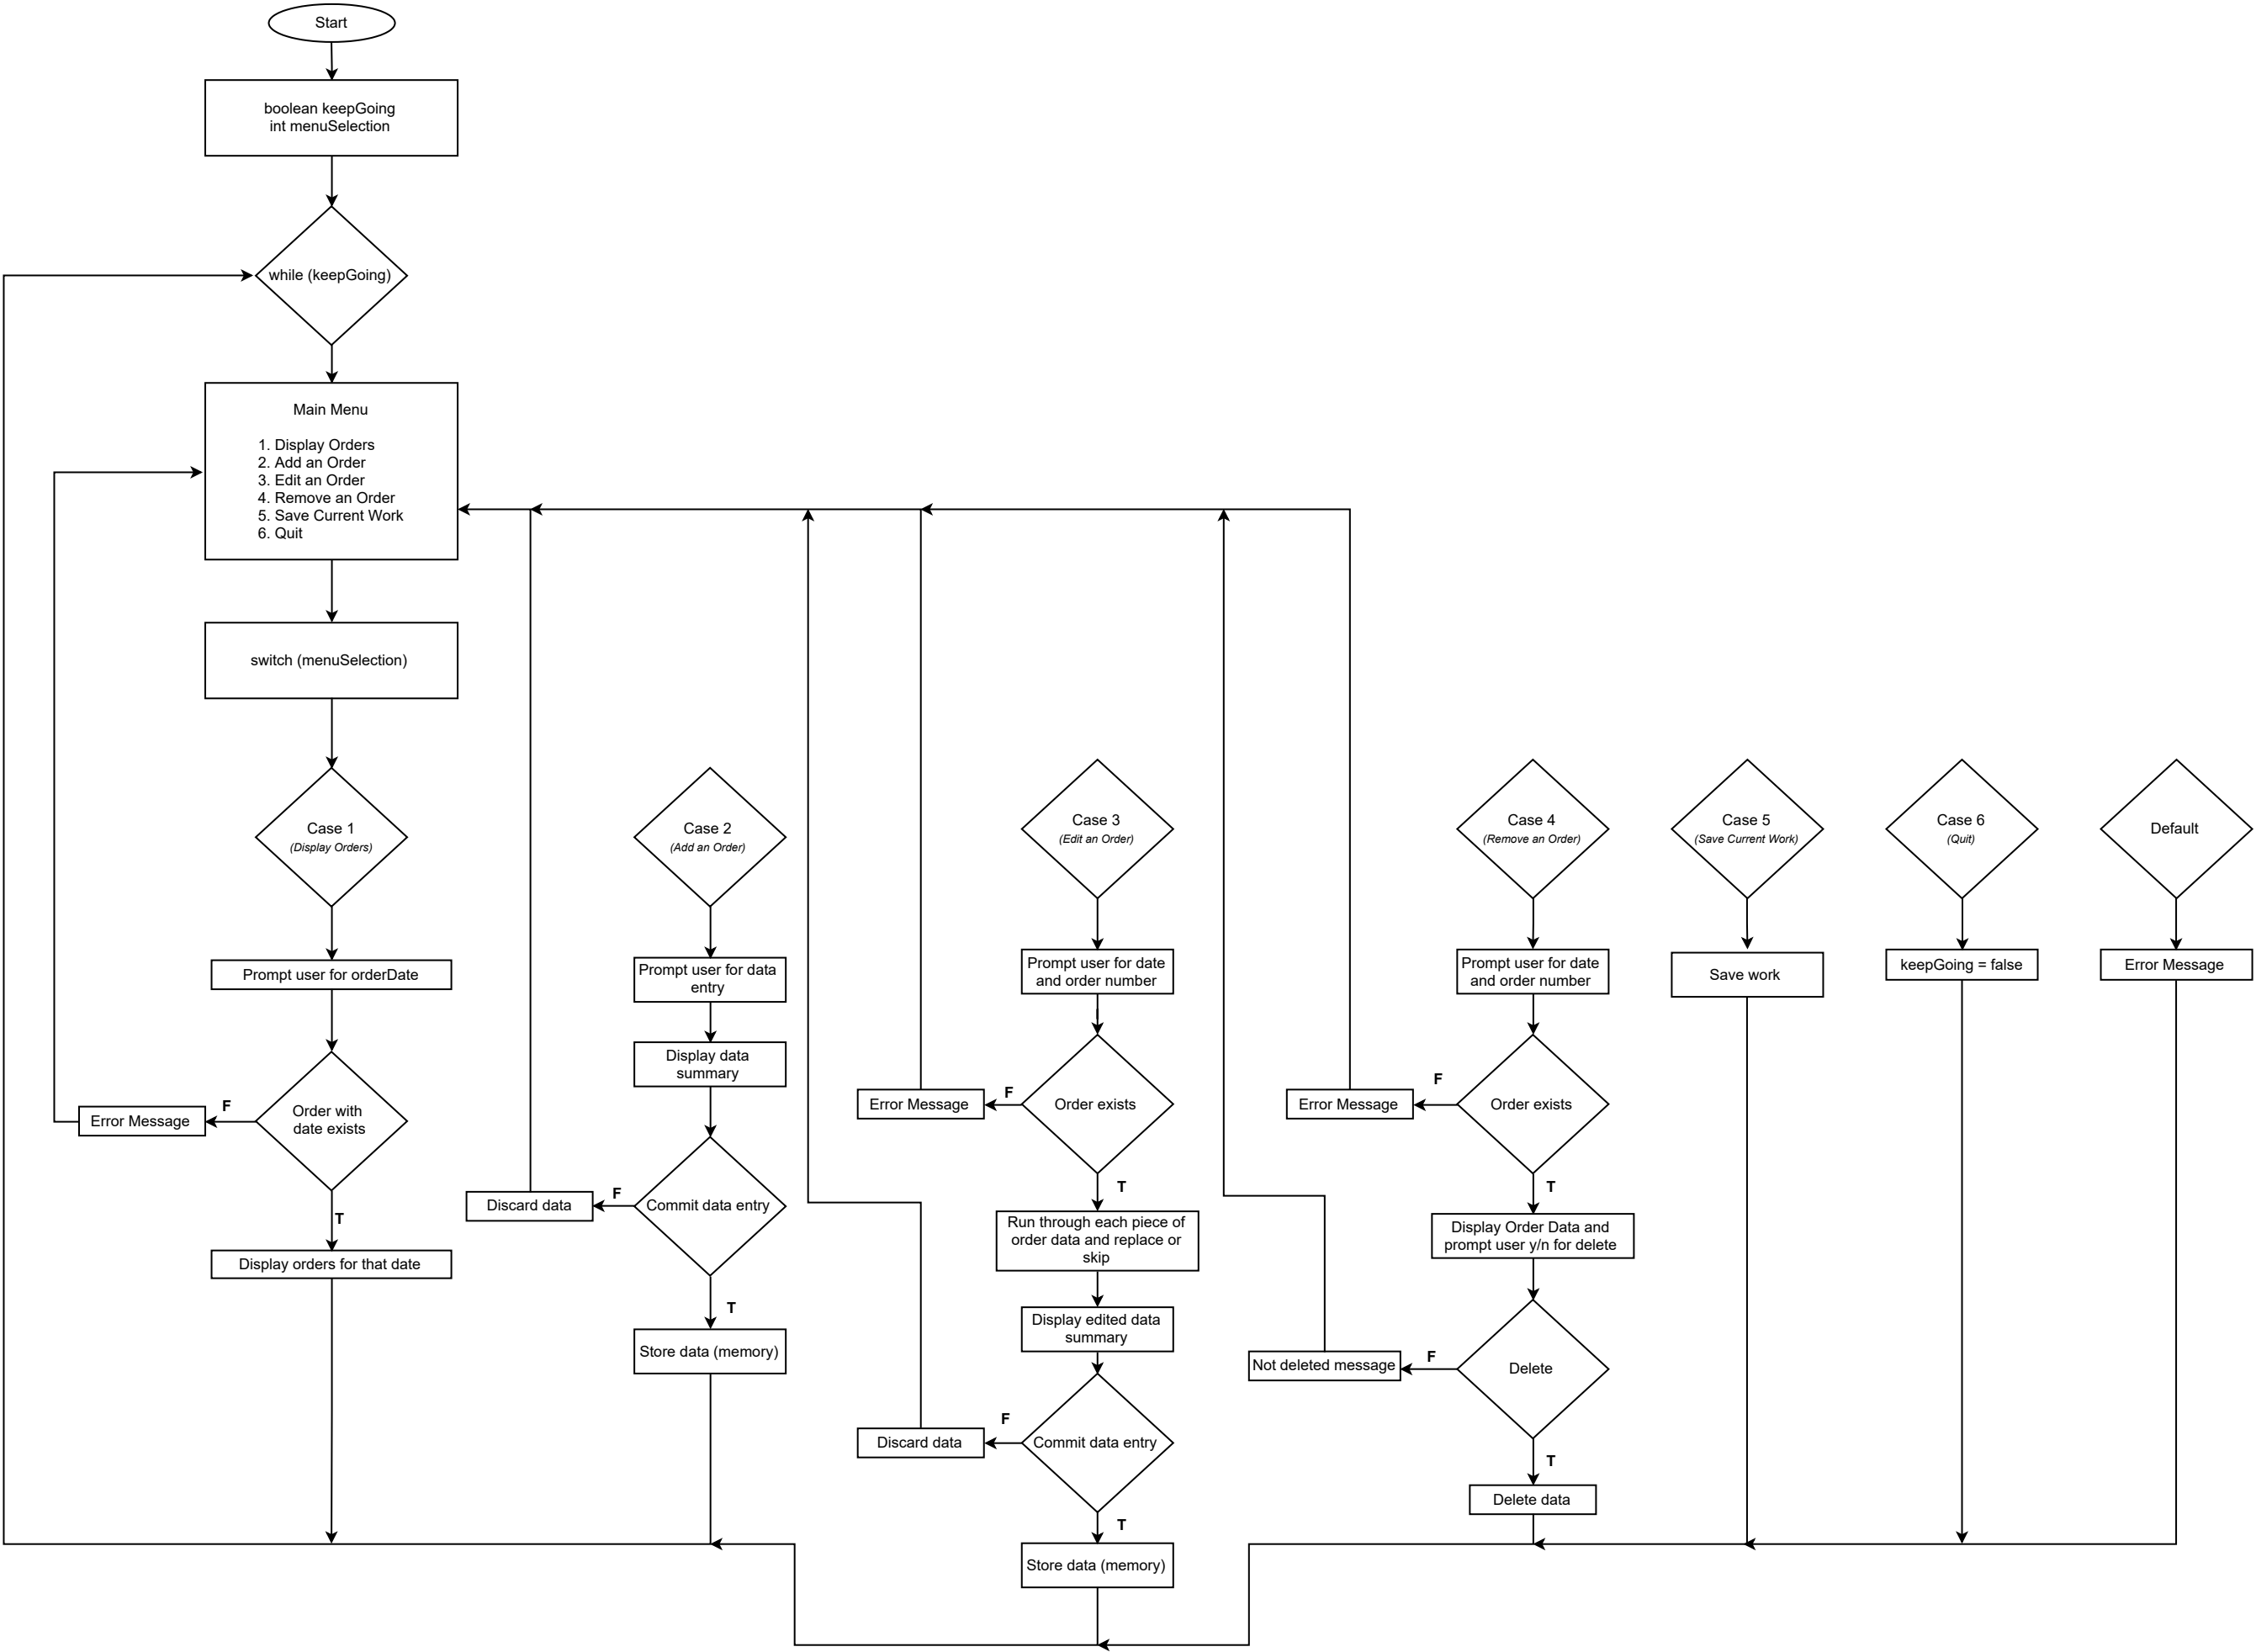 Start
boolean keepGoing
int menuSelection
while (keepGoing)
Main Menu
1. Display Orders
2. Add an Order
3. Edit an Order
4. Remove an Order
5. Save Current Work
6. Quit
switch (menuSelection)
Case 1
(Display Orders)
Prompt user for orderDate
Order with
date exists
F
Error Message
T
Display orders for that date
Case 2
(Add an Order)
Prompt user for data
entry
Display data
summary
Commit data entry
F
Discard data
T
Store data (memory)
Case 3
(Edit an Order)
Prompt user for date
and order number
Order exists
F
Error Message
T
Run through each piece of
order data and replace or
skip
Display edited data
summary
Commit data entry
F
Discard data
T
Store data (memory)
Case 4
(Remove an Order)
Prompt user for date
and order number
Order exists
F
Error Message
T
Display Order Data and
prompt user y/n for delete
Delete
F
Not deleted message
T
Delete data
Case 5
(Save Current Work)
Save work
Case 6
(Quit)
keepGoing = false
Default
Error Message